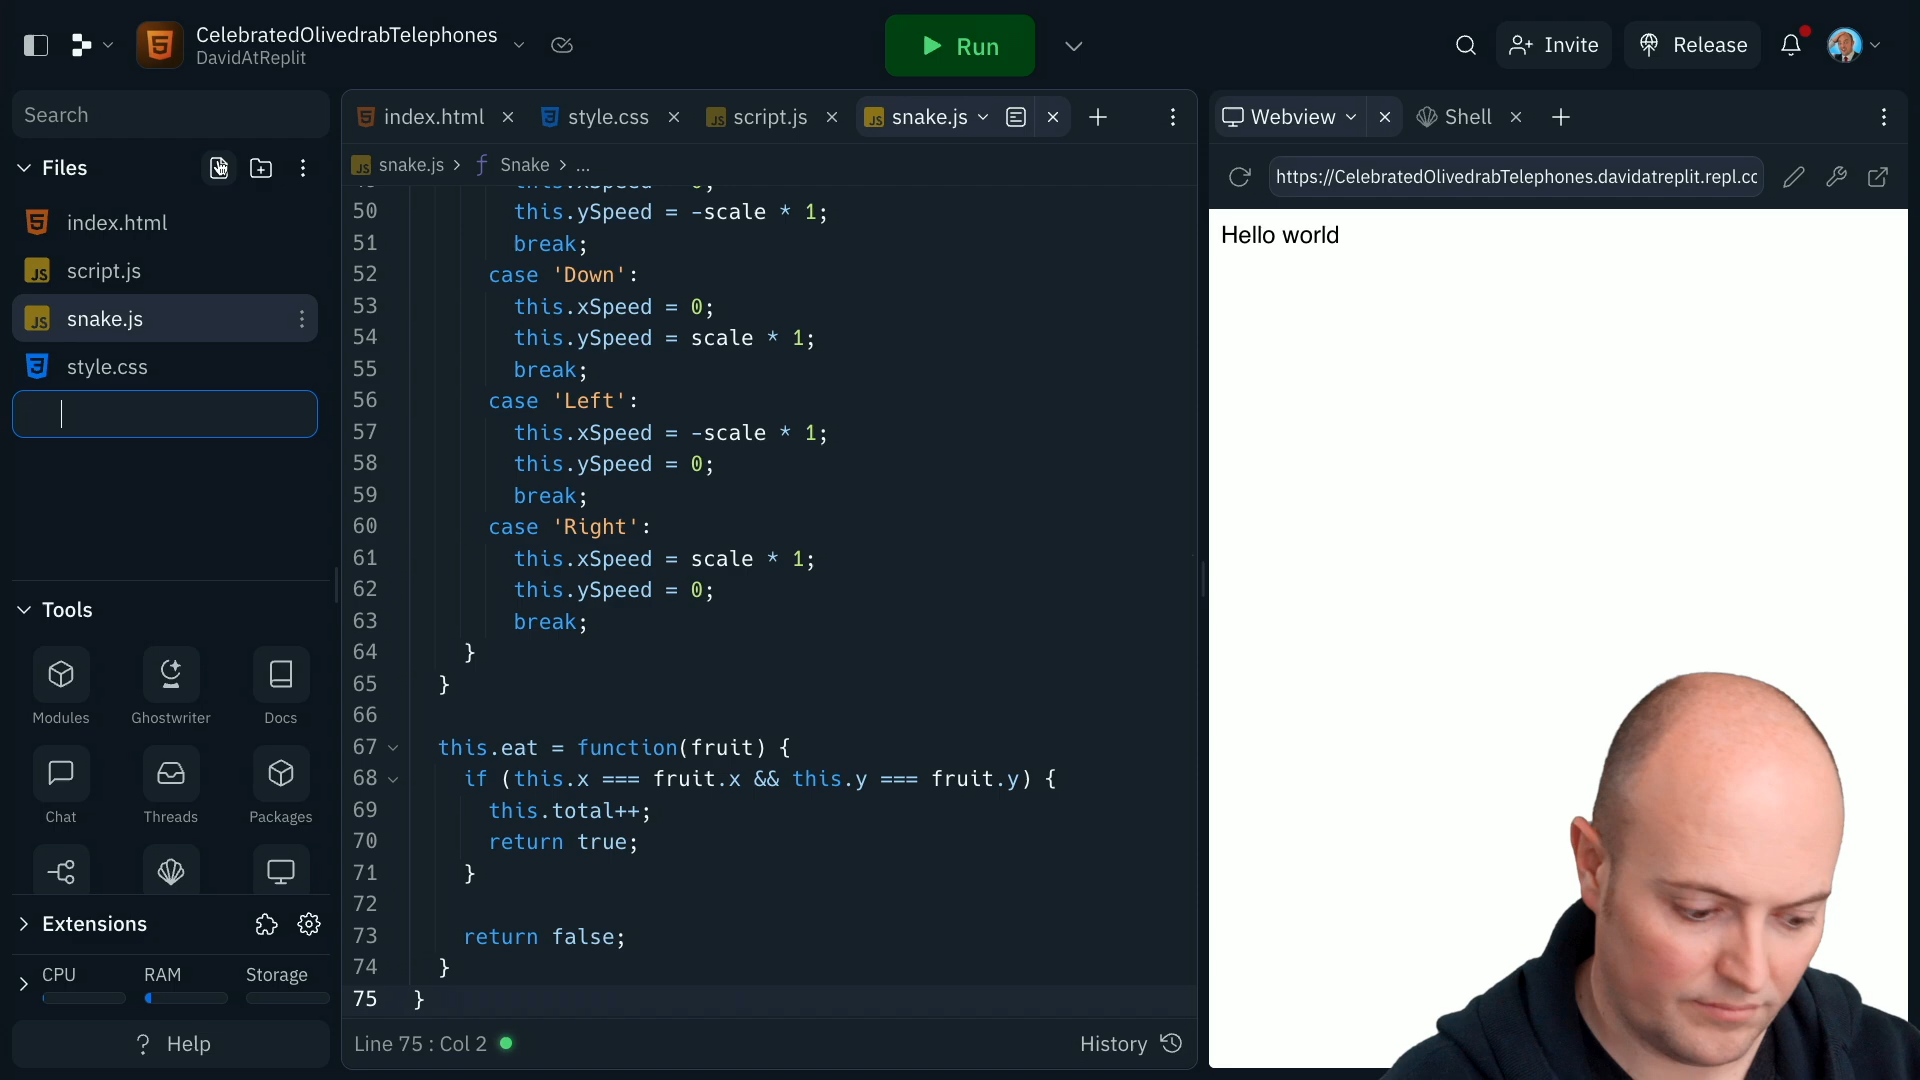 CelebratedOlivedrabTelephones
DavidAtReplit
Run
Invite
Release
Search
Files
index.html
script.js
snake.js
style.css
Tools
Modules
Ghostwriter
Docs
Chat
Threads
Packages
Extensions
CPU
RAM
Storage
? Help
index.html
style.css
script.js
snake.js
snake.js > ƒ Snake > ...
50 this.ySpeed = -scale * 1;
51 break;
52 case 'Down':
53 this.xSpeed = 0;
54 this.ySpeed = scale * 1;
55 break;
56 case 'Left':
57 this.xSpeed = -scale * 1;
58 this.ySpeed = 0;
59 break;
60 case 'Right':
61 this.xSpeed = scale * 1;
62 this.ySpeed = 0;
63 break;
64 }
65 }
66
67 this.eat = function(fruit) {
68 if (this.x === fruit.x && this.y === fruit.y) {
69 this.total++;
70 return true;
71 }
72
73 return false;
74 }
75 }
Line 75 : Col 2
History
Webview
Shell
https://CelebratedOlivedrabTelephones.davidatreplit.repl.cc
Hello world